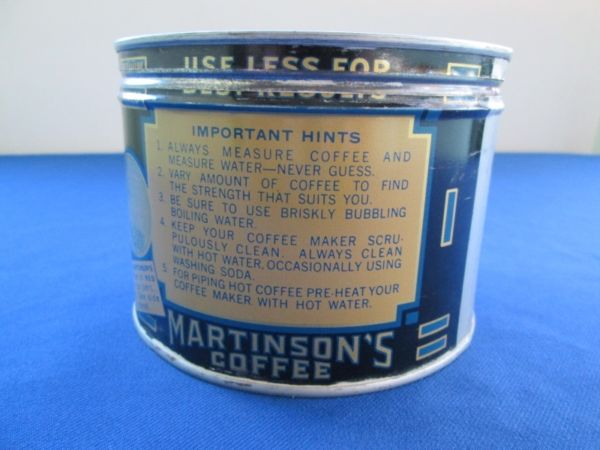 USE LESS FOR
BEST RESULTS
IMPORTANT HINTS
1. ALWAYS MEASURE COFFEE AND
MEASURE WATER—NEVER GUESS.
2. VARY AMOUNT OF COFFEE TO FIND
THE STRENGTH THAT SUITS YOU.
3. BE SURE TO USE BRISKLY BUBBLING
BOILING WATER.
4. KEEP YOUR COFFEE MAKER SCRU-
PULOUSLY CLEAN. ALWAYS CLEAN
WITH HOT WATER, OCCASIONALLY USING
WASHING SODA.
5. FOR PIPING HOT COFFEE PRE-HEAT YOUR
COFFEE MAKER WITH HOT WATER.
MARTINSON'S
COFFEE